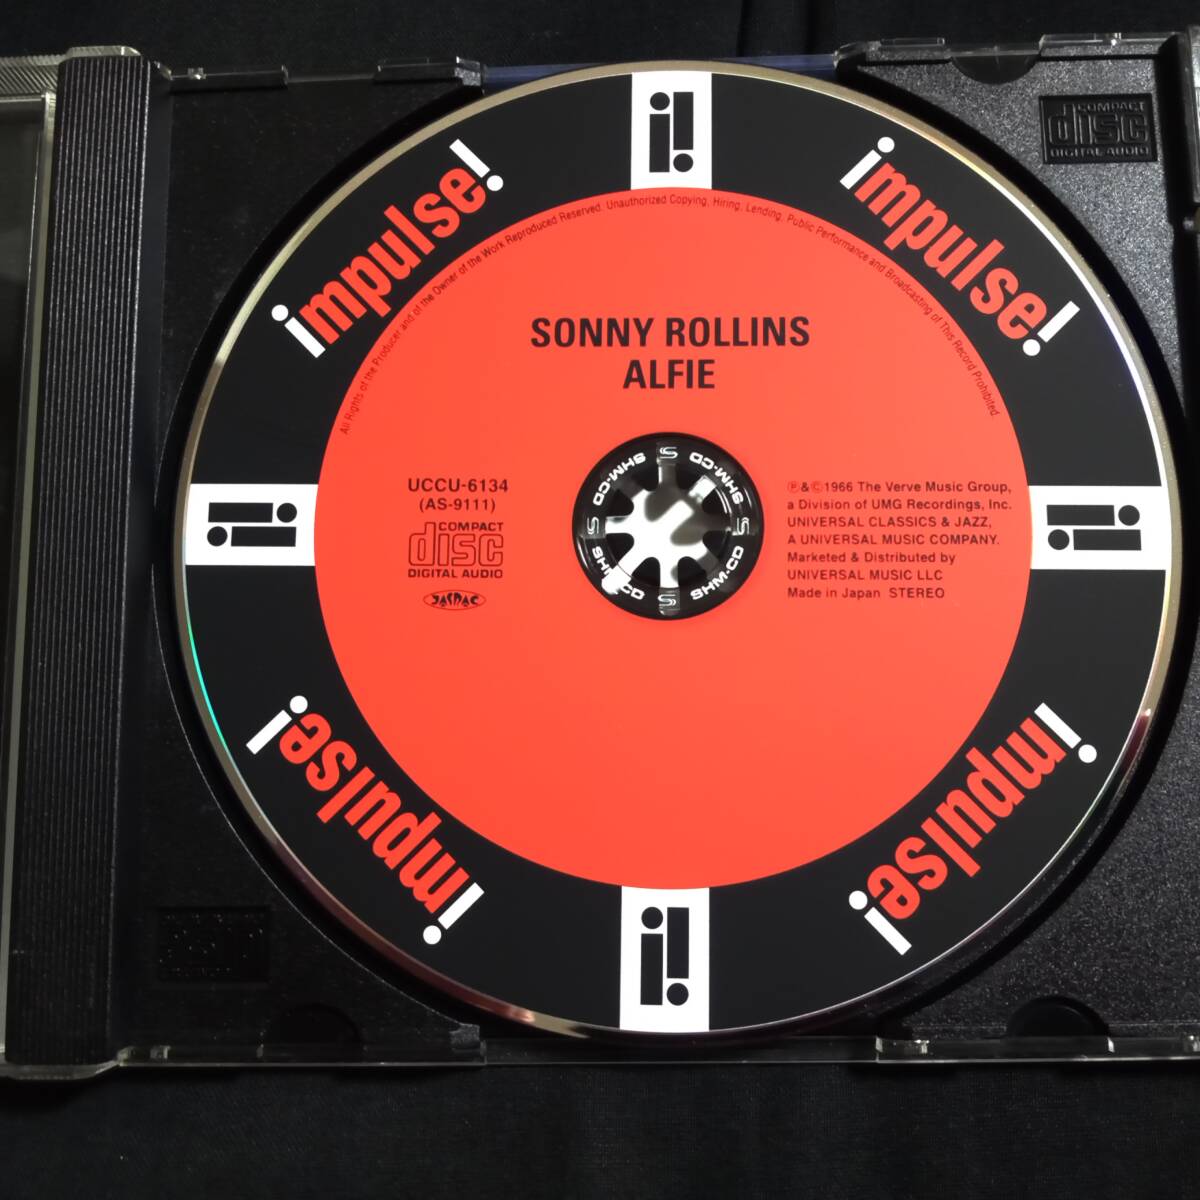 impulse!
impulse!
COMPACT
disc
DIGITAL AUDIO
All Rights of the Producer and of the Owner of the Work Reproduced Reserved. Unauthorized Copying, Hiring, Lending, Public Performance and Broadcasting of This Record Prohibited.
SONNY ROLLINS
ALFIE
UCCU-6134
(AS-9111)
COMPACT
disc
DIGITAL AUDIO
JASRAC
SHM-CD
SHM-CD
SHM-CD
SHM-CD
Ⓟ&©1966 The Verve Music Group,
a Division of UMG Recordings, Inc.
UNIVERSAL CLASSICS & JAZZ,
A UNIVERSAL MUSIC COMPANY.
Marketed & Distributed by
UNIVERSAL MUSIC LLC
Made in Japan STEREO
impulse!
impulse!